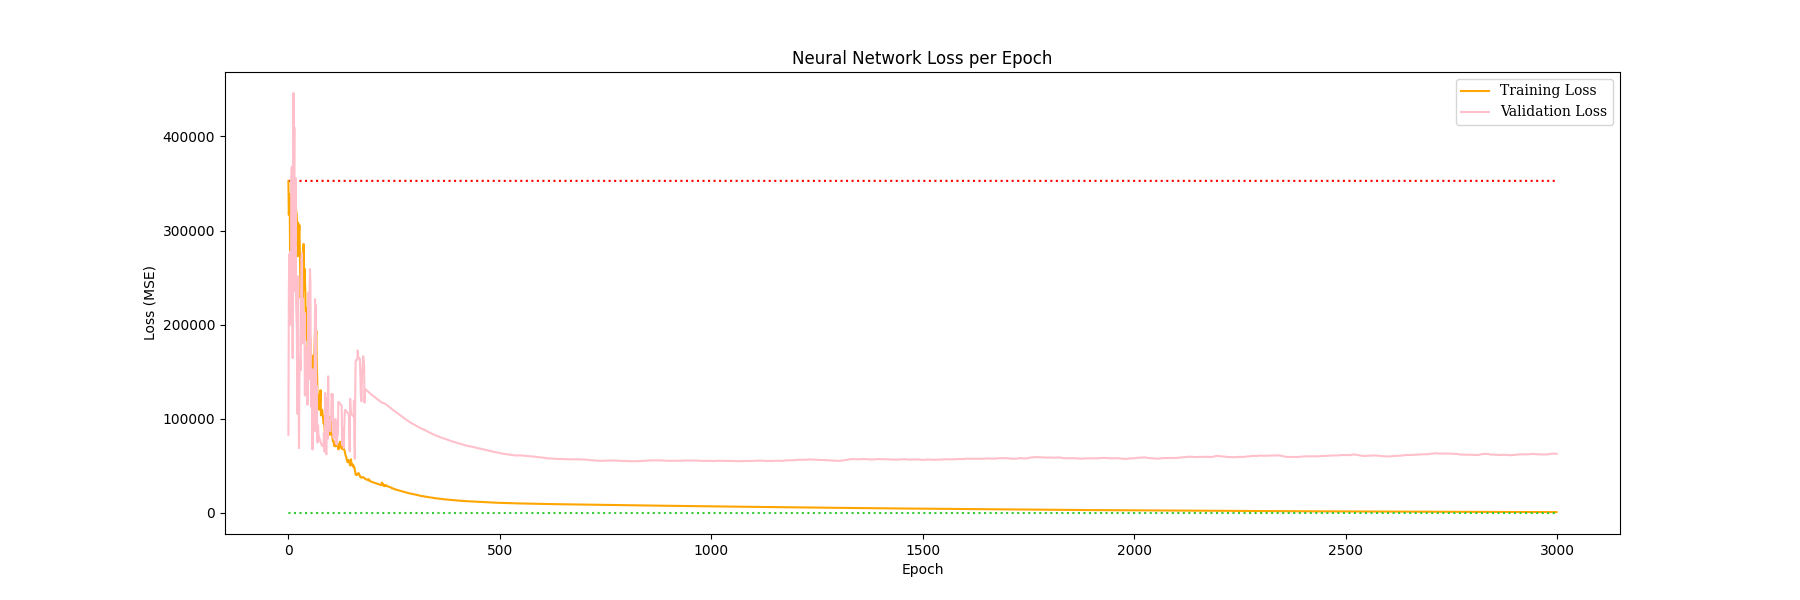 Neural Network Loss per Epoch
Training Loss
Validation Loss
400000
300000
200000
100000
0
Loss (MSE)
0 500 1000 1500 2000 2500 3000
Epoch